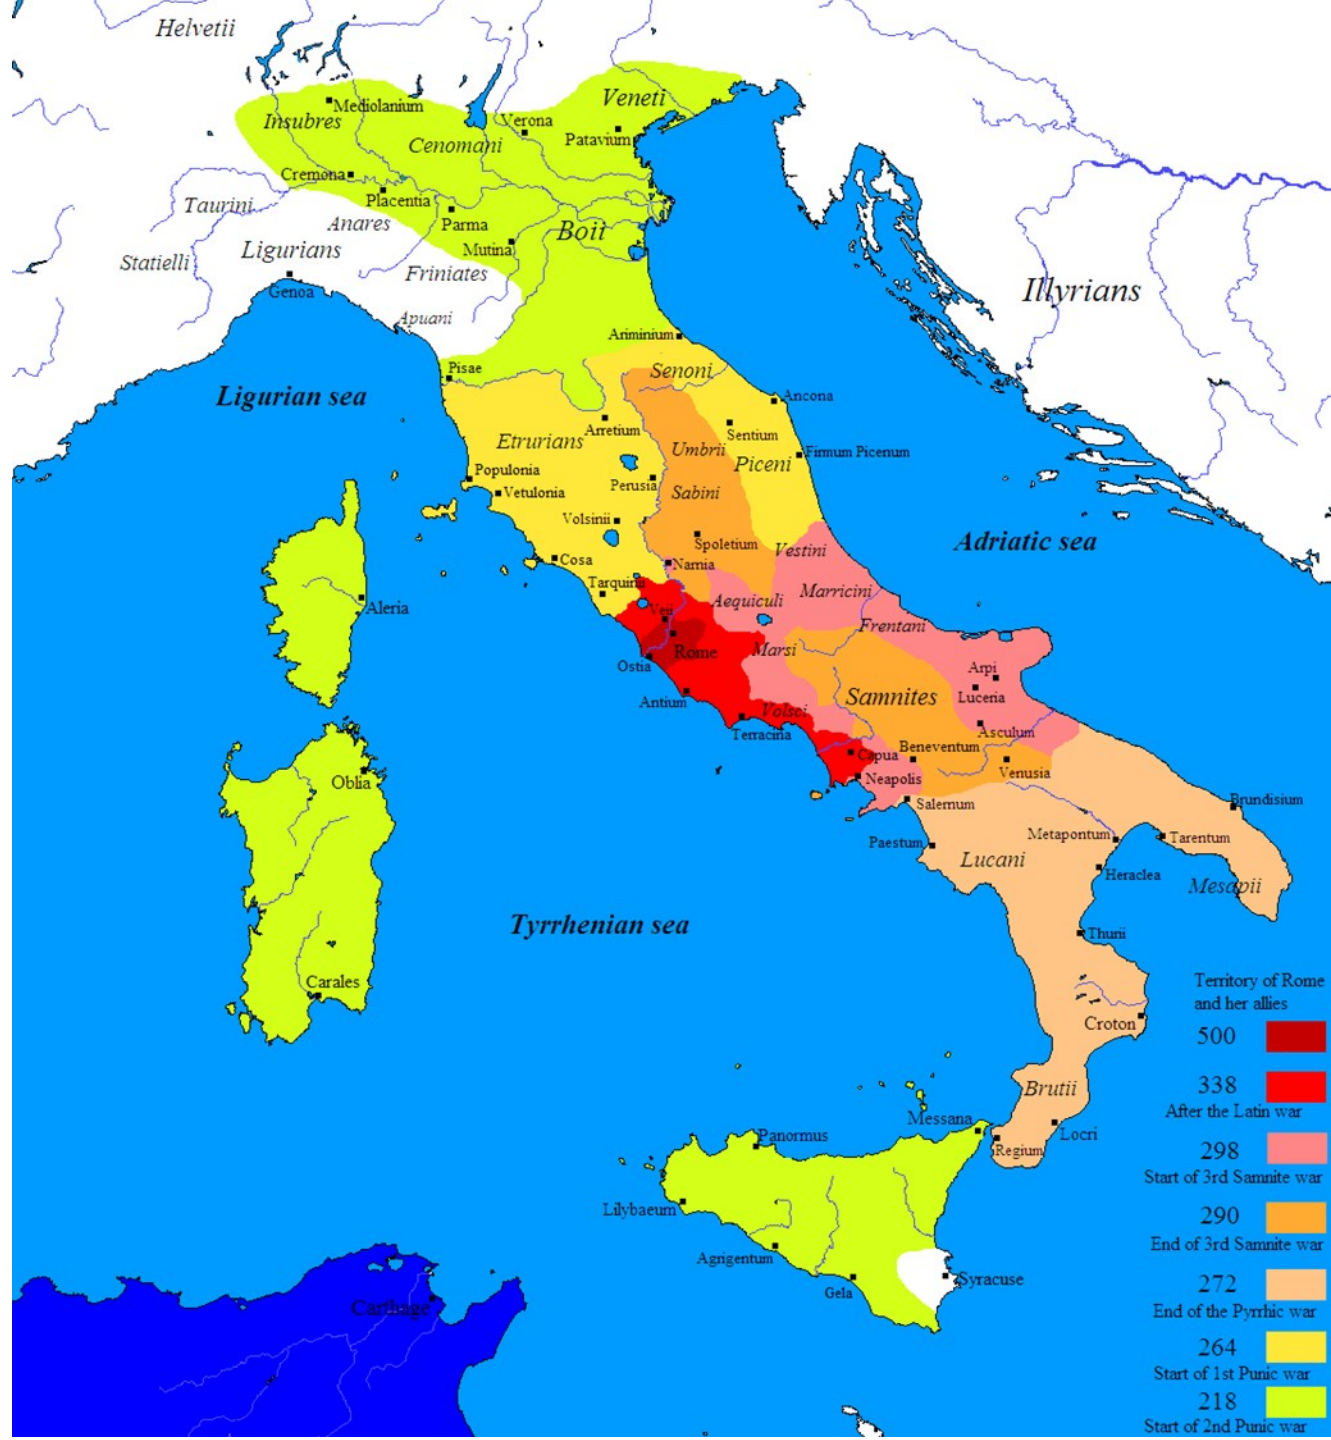 Helvetii
Veneti
Mediolanium
Insubres
Verona
Cenomani
Patavium
Cremona
Placentia
Taurini
Anares
Parma
Boii
Mutina
Ligurians
Statielli
Friniates
Genoa
Illyrians
Apuani
Ariminium
Pisae
Senoni
Ligurian sea
Ancona
Arretium
Sentium
Etrurians
Umbrii
Firmum Picenum
Piceni
Populonia
Perusia
Vetulonia
Sabini
Volsinii
Spoletium
Adriatic sea
Vestini
Cosa
Narnia
Tarquinii
Marricini
Aequiculi
Aleria
Veii
Frentani
Rome
Marsi
Ostia
Arpi
Luceria
Samnites
Antium
Volsci
Terracina
Asculum
Beneventum
Capua
Venusia
Neapolis
Oblia
Salernum
Brundisium
Metapontum
Tarentum
Paestum
Lucani
Heraclea
Mesapii
Tyrrhenian sea
Thurii
Carales
Croton
Brutii
Messana
Locri
Panormus
Regium
Lilybaeum
Agrigentum
Syracuse
Gela
Carthage
Territory of Rome
and her allies
500
338
After the Latin war
298
Start of 3rd Samnite war
290
End of 3rd Samnite war
272
End of the Pyrrhic war
264
Start of 1st Punic war
218
Start of 2nd Punic war